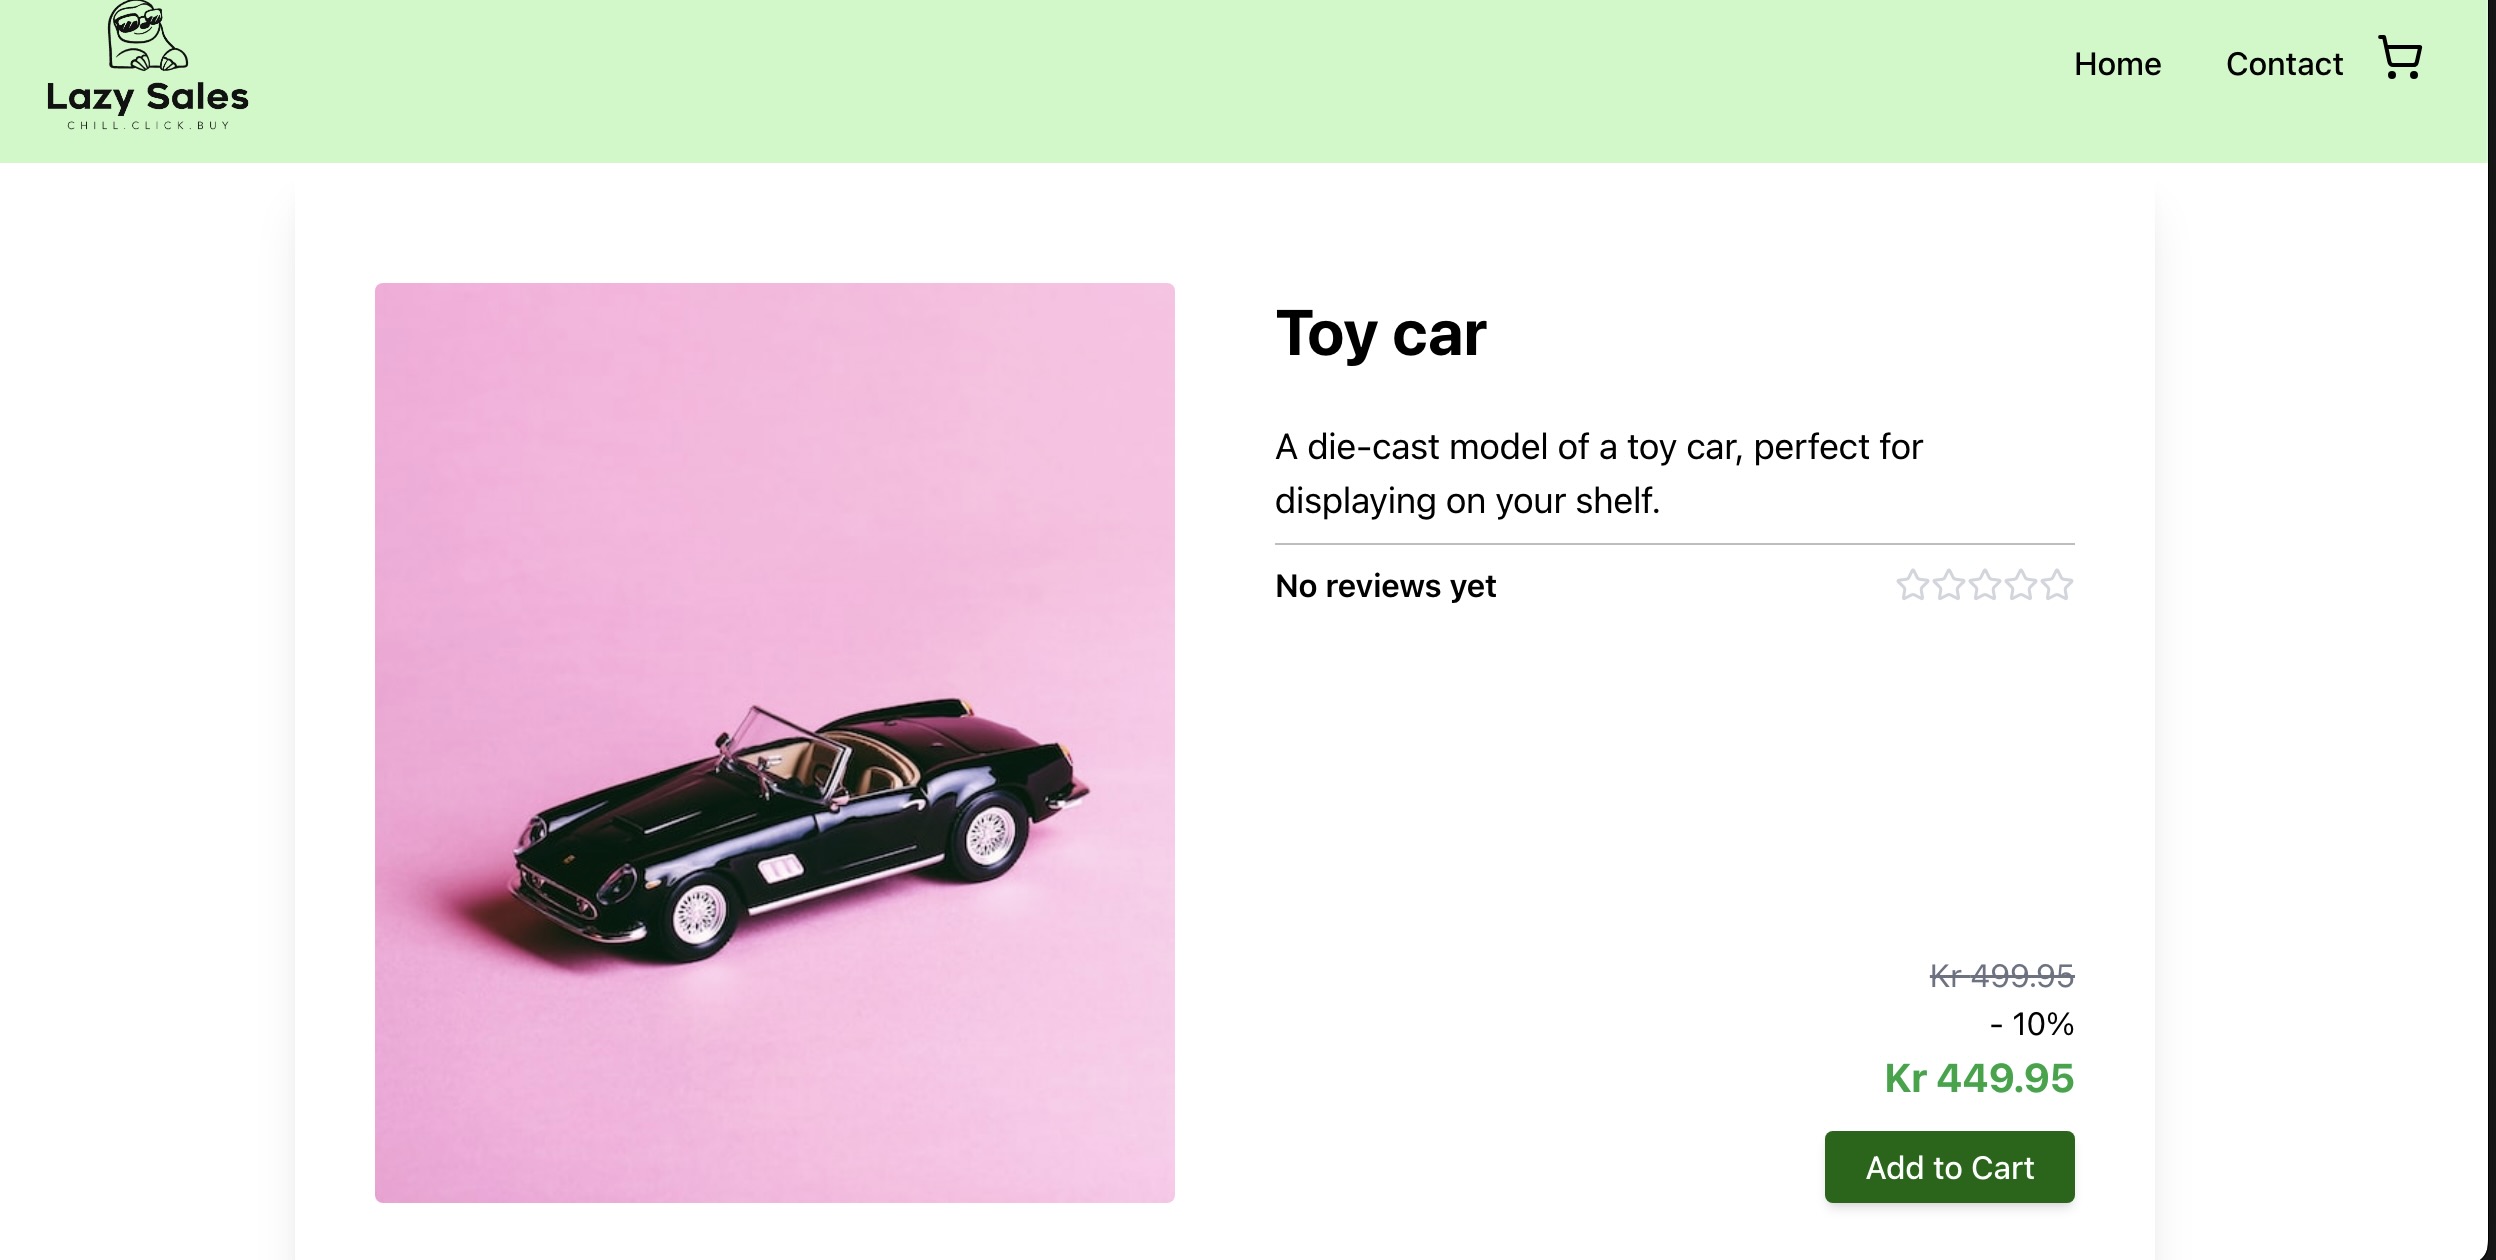 Lazy Sales
CHILL.CLICK.BUY
Home
Contact
Toy car
A die-cast model of a toy car, perfect for
displaying on your shelf.
No reviews yet
Kr 499.95
- 10%
Kr 449.95
Add to Cart